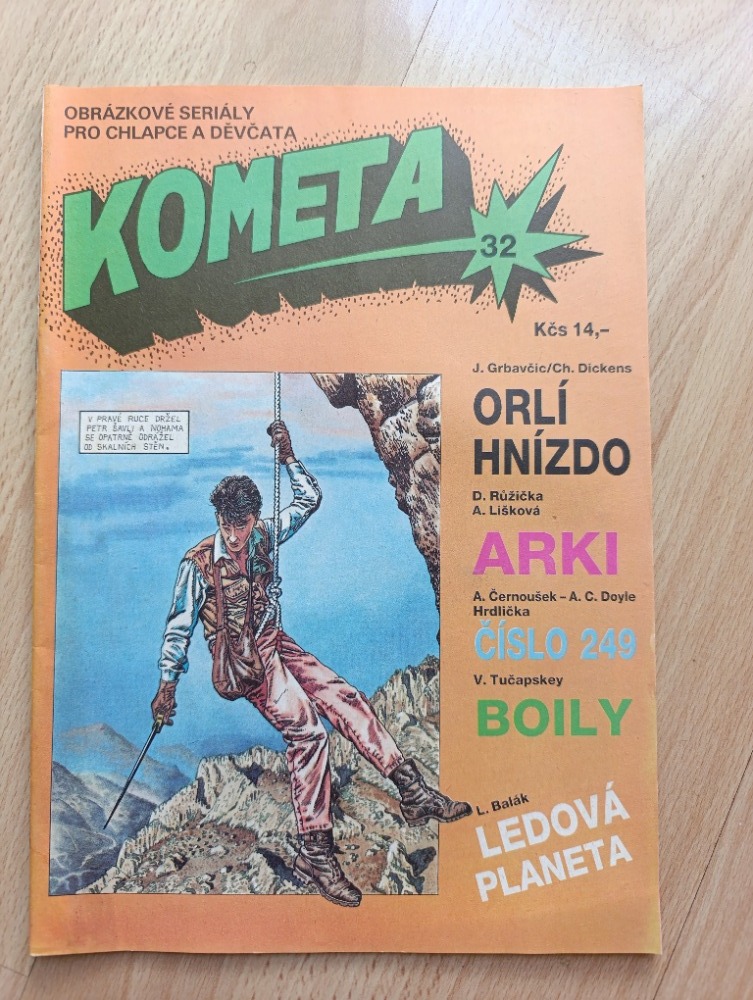 OBRÁZKOVÉ SERIÁLY
PRO CHLAPCE A DĚVČATA
KOMETA
32
Kčs 14,–
V PRAVÉ RUCE DRŽEL
PETR ŠAVLI A NOHAMA
SE OPATRNĚ ODRÁŽEL
OD SKALNÍCH STĚN.
J. Grbavčic/Ch. Dickens
ORLÍ
HNÍZDO
D. Růžička
A. Lišková
ARKI
A. Černoušek – A. C. Doyle
Hrdlička
ČÍSLO 249
V. Tučapskey
BOILY
L. Balák
LEDOVÁ
PLANETA